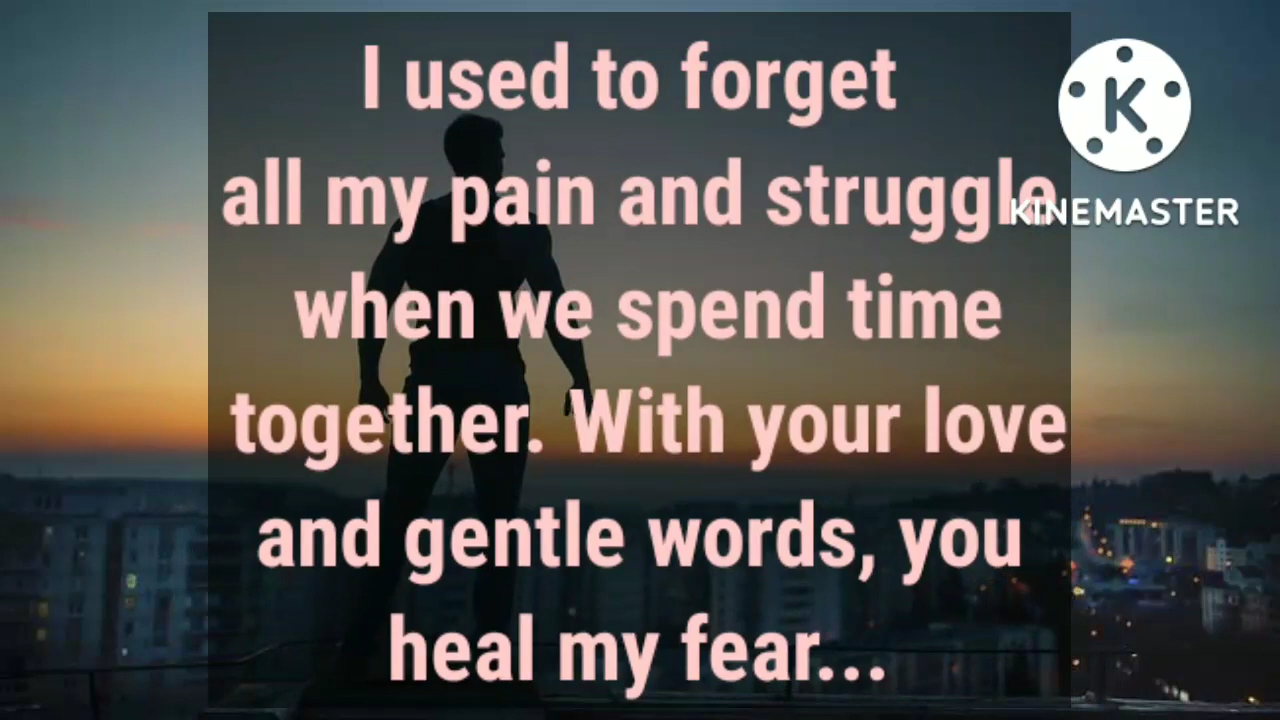 I used to forget
all my pain and struggle
when we spend time
together. With your love
and gentle words, you
heal my fear...
K
KINEMASTER